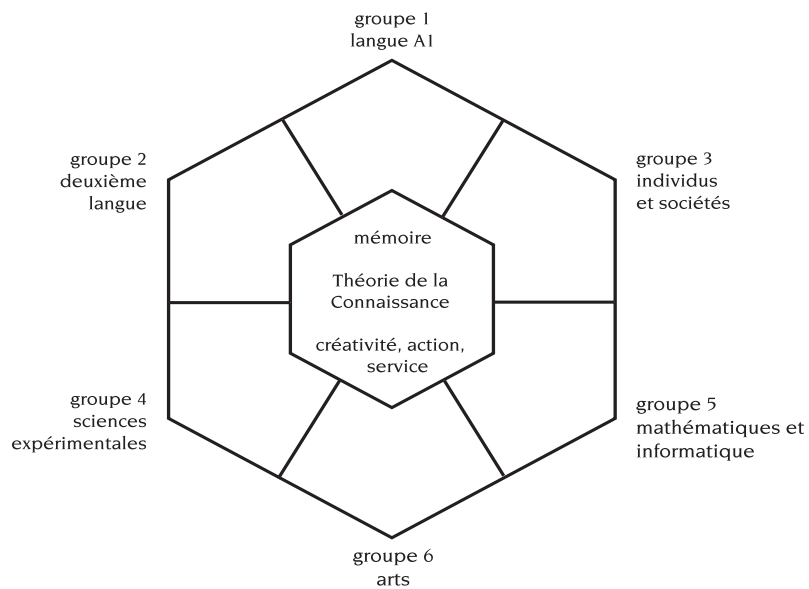 groupe 1
langue A1
groupe 2
deuxième
langue
groupe 3
individus
et sociétés
mémoire
Théorie de la
Connaissance
créativité, action,
service
groupe 4
sciences
expérimentales
groupe 5
mathématiques et
informatique
groupe 6
arts